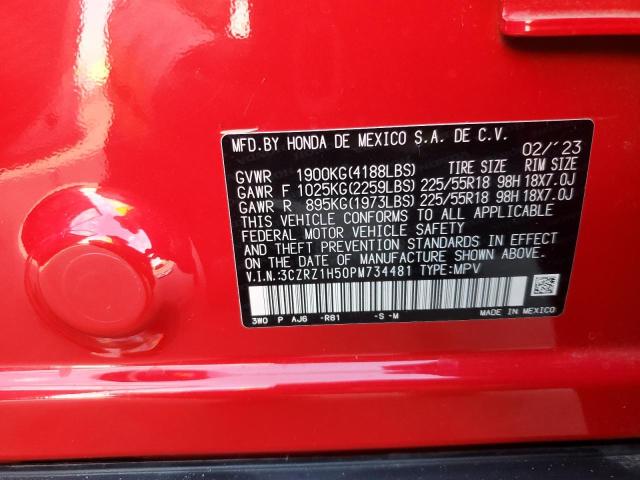 MFD.BY HONDA DE MEXICO S.A. DE C.V. 02/'23
GVWR 1900KG(4188LBS) TIRE SIZE RIM SIZE
GAWR F 1025KG(2259LBS) 225/55R18 98H 18X7.0J
GAWR R 895KG(1973LBS) 225/55R18 98H 18X7.0J
THIS VEHICLE CONFORMS TO ALL APPLICABLE
FEDERAL MOTOR VEHICLE SAFETY
AND THEFT PREVENTION STANDARDS IN EFFECT
ON THE DATE OF MANUFACTURE SHOWN ABOVE.
V.I.N.:3CZRZ1H50PM734481 TYPE:MPV
3W0 P AJ6 -R81 -S-M MADE IN MEXICO